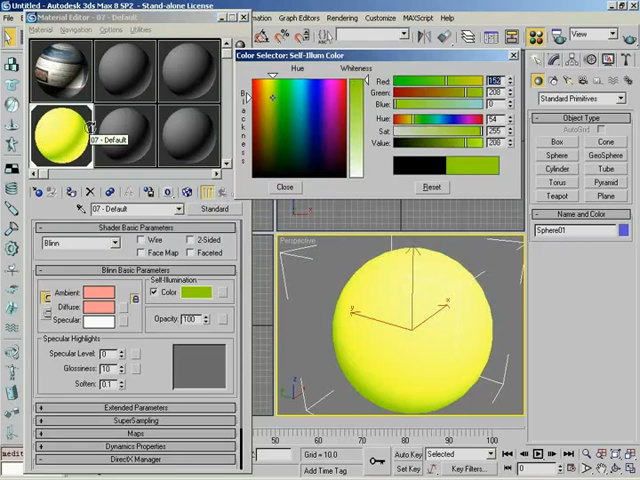 Untitled - Autodesk 3ds Max 8 SP2 - Stand-alone License
Material Editor - 07 - Default
Graph Editors Rendering Customize MAXScript Help
Material Navigation Options Utilities
Color Selector: Self-Illum Color
Hue Whiteness
Blackness
Red: 152
Green: 208
Blue: 0
Hue: 54
Sat: 255
Value: 208
Close Reset
07 - Default
07 - Default Standard
Shader Basic Parameters
Blinn Wire 2-Sided
Face Map Faceted
Blinn Basic Parameters
Self-Illumination
Ambient: Color
Diffuse:
Specular: Opacity: 100
Specular Highlights
Specular Level: 0
Glossiness: 10
Soften: 0.1
Extended Parameters
SuperSampling
Maps
Dynamics Properties
DirectX Manager
Perspective
Standard Primitives
Object Type
AutoGrid
Box Cone
Sphere GeoSphere
Cylinder Tube
Torus Pyramid
Teapot Plane
Name and Color
Sphere01
x
y
z
50 60 70 80 90 100
Grid = 10.0
Add Time Tag
Auto Key Selected
Set Key Key Filters...
0